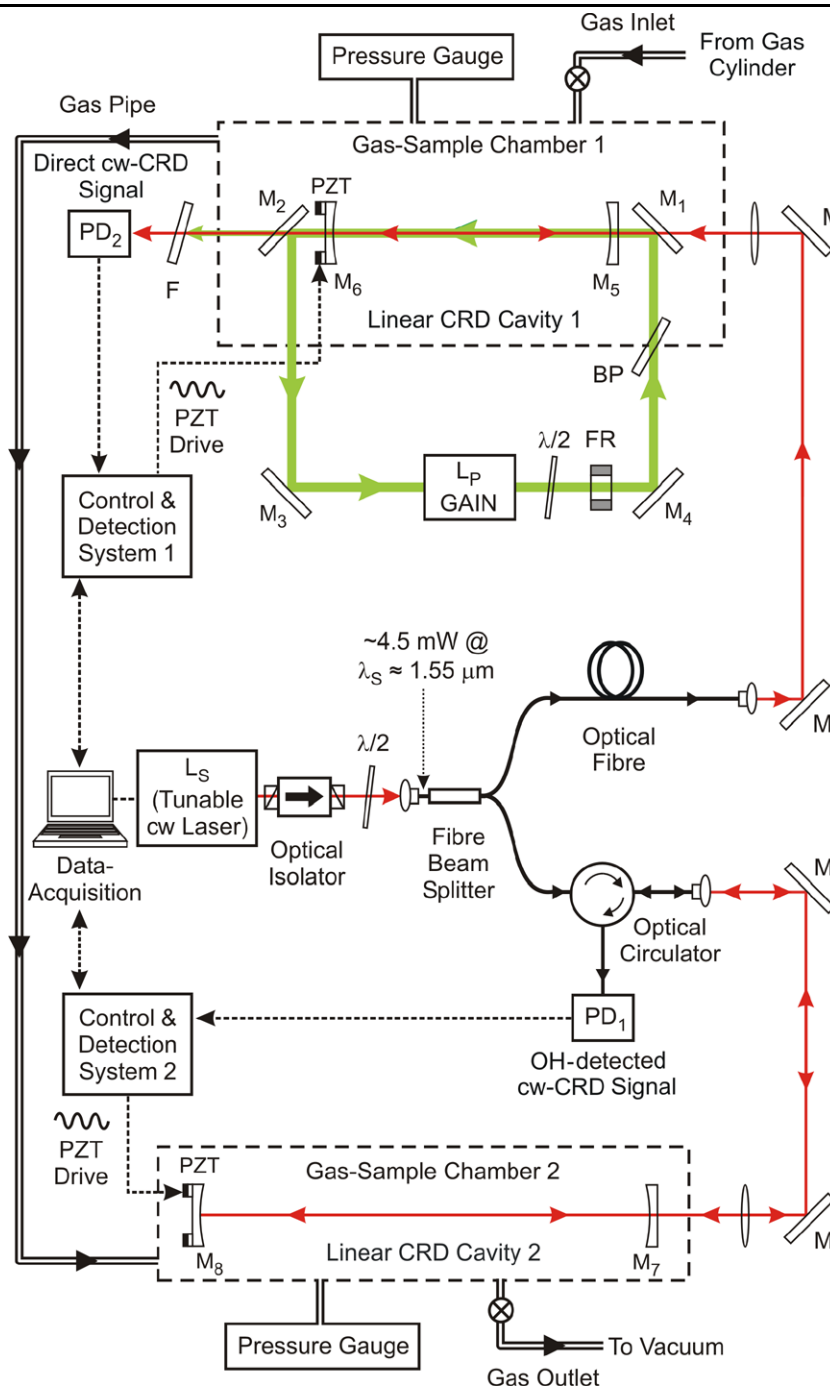 Gas Inlet
From Gas
Cylinder
Pressure Gauge
Gas Pipe
Gas-Sample Chamber 1
Direct cw-CRD
Signal
PZT
M2
M1
M
PD2
F
M6
M5
Linear CRD Cavity 1
BP
PZT
Drive
λ/2
FR
LP
GAIN
M3
M4
Control &
Detection
System 1
~4.5 mW @
λS ≈ 1.55 μm
λ/2
Optical
Fibre
M
LS
(Tunable
cw Laser)
Optical
Isolator
Fibre
Beam
Splitter
Data-
Acquisition
M
Optical
Circulator
Control &
Detection
System 2
PD1
OH-detected
cw-CRD Signal
PZT
Drive
PZT
Gas-Sample Chamber 2
M8
Linear CRD Cavity 2
M7
M
Pressure Gauge
To Vacuum
Gas Outlet